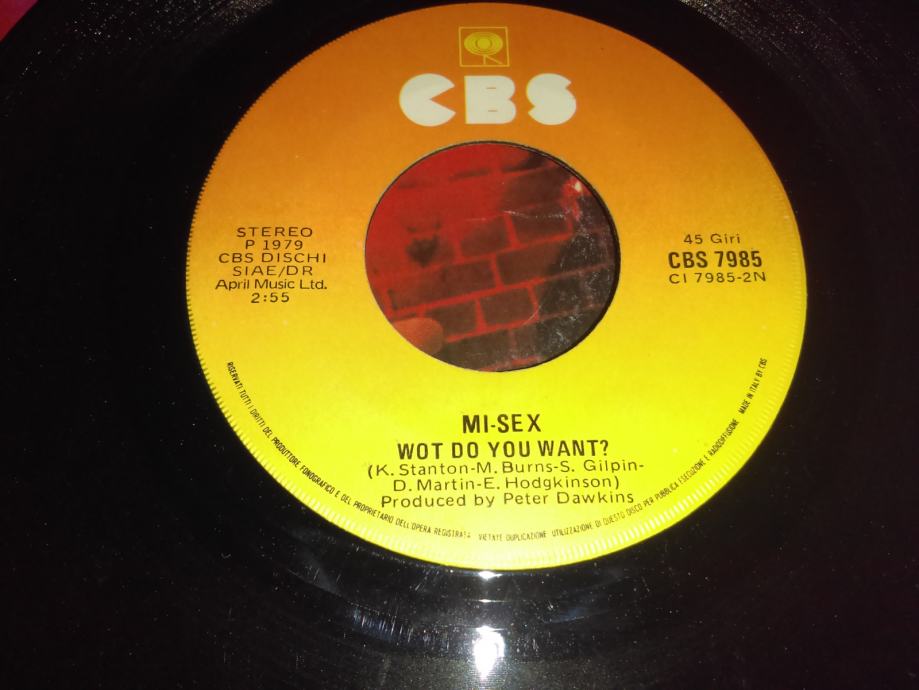 CBS
STEREO
P 1979
CBS DISCHI
SIAE/DR
April Music Ltd.
2:55
45 Giri
CBS 7985
CI 7985-2N
MI-SEX
WOT DO YOU WANT?
(K. Stanton-M. Burns-S. Gilpin-
D. Martin-E. Hodgkinson)
Produced by Peter Dawkins
RISERVATI TUTTI I DIRITTI DEL PRODUTTORE FONOGRAFICO E DEL PROPRIETARIO DELL'OPERA REGISTRATA VIETATE DUPLICAZIONE UTILIZZAZIONE DI QUESTO DISCO PER PUBBLICA ESECUZIONE E RADIODIFFUSIONE MADE IN ITALY BY CBS